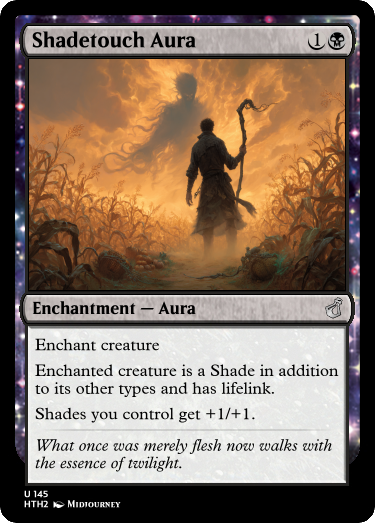 Shadetouch Aura 1
Enchantment — Aura
Enchant creature
Enchanted creature is a Shade in addition
to its other types and has lifelink.
Shades you control get +1/+1.
What once was merely flesh now walks with
the essence of twilight.
U 145
HTH2 Midjourney